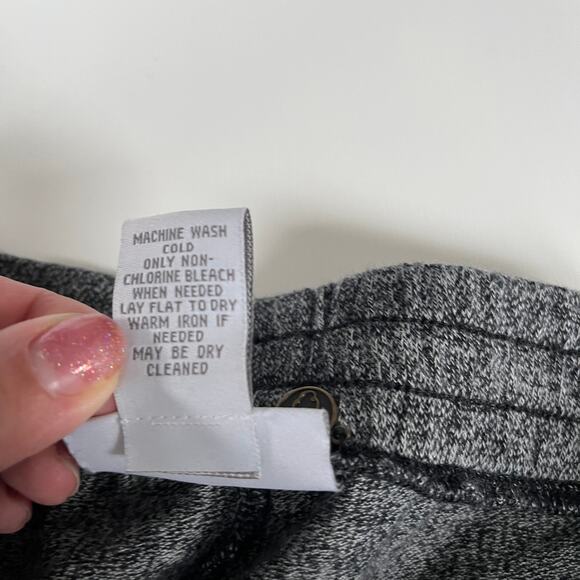 MACHINE WASH
COLD
ONLY NON-
CHLORINE BLEACH
WHEN NEEDED
LAY FLAT TO DRY
WARM IRON IF
NEEDED
MAY BE DRY
CLEANED